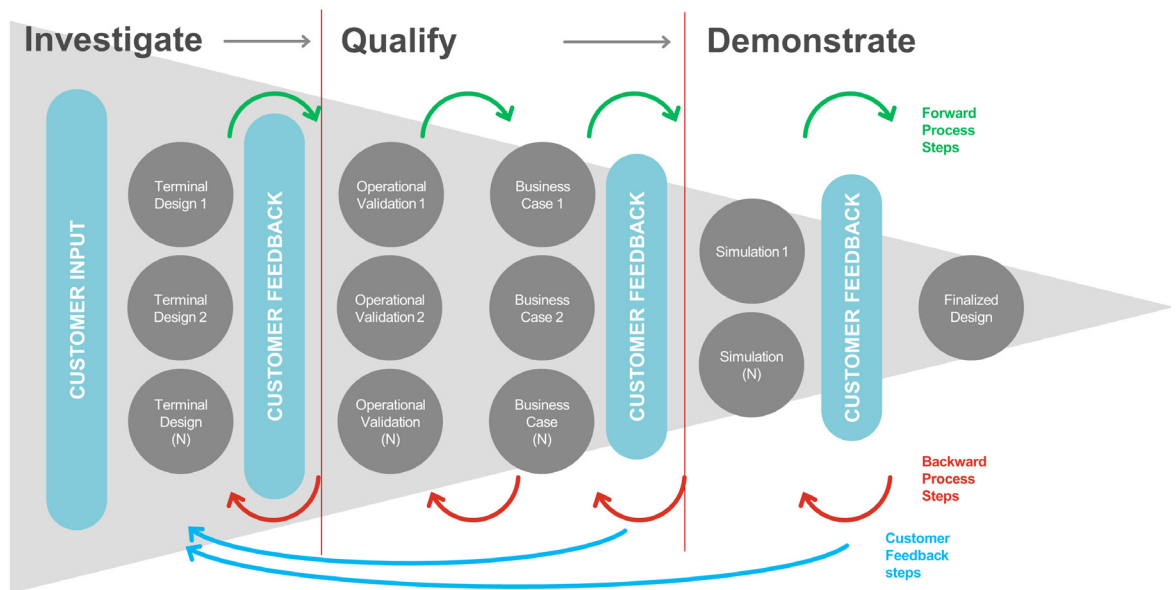 Investigate
Qualify
Demonstrate
CUSTOMER INPUT
Terminal
Design 1
Terminal
Design 2
Terminal
Design
(N)
CUSTOMER FEEDBACK
Operational
Validation 1
Operational
Validation 2
Operational
Validation
(N)
Business
Case 1
Business
Case 2
Business
Case
(N)
CUSTOMER FEEDBACK
Simulation 1
Simulation
(N)
CUSTOMER FEEDBACK
Finalized
Design
Forward
Process
Steps
Backward
Process
Steps
Customer
Feedback
steps